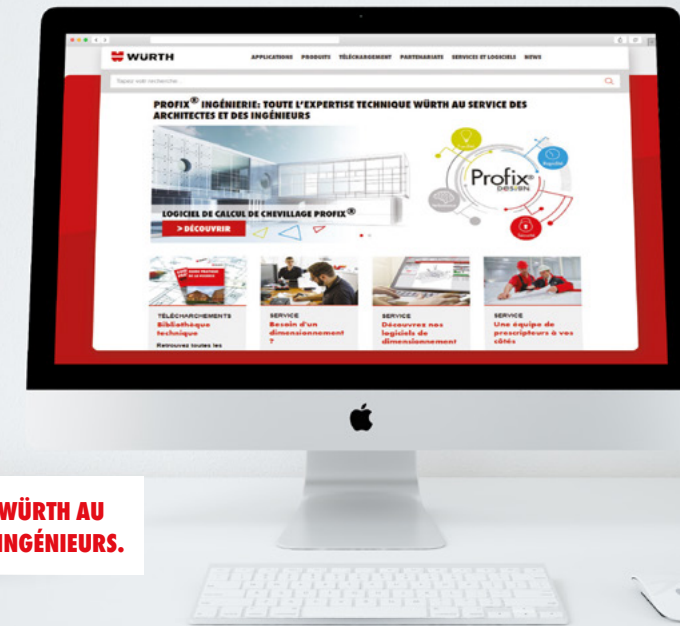 WÜRTH
APPLICATIONS PRODUITS TÉLÉCHARGEMENT PARTENARIATS SERVICES ET LOGICIELS NEWS
Tapez votre recherche...
PROFIX® INGÉNIERIE: TOUTE L'EXPERTISE TECHNIQUE WÜRTH AU SERVICE DES
ARCHITECTES ET DES INGÉNIEURS
Profix®
DESIGN
LOGICIEL DE CALCUL DE CHEVILLAGE PROFIX®
> DÉCOUVRIR
TÉLÉCHARGEMENTS
Bibliothèque
technique
Retrouvez toutes les
SERVICE
Besoin d'un
dimensionnement
?
SERVICE
Découvrez nos
logiciels de
dimensionnement
SERVICE
Une équipe de
prescripteurs à vos
côtés
WÜRTH AU
INGÉNIEURS.